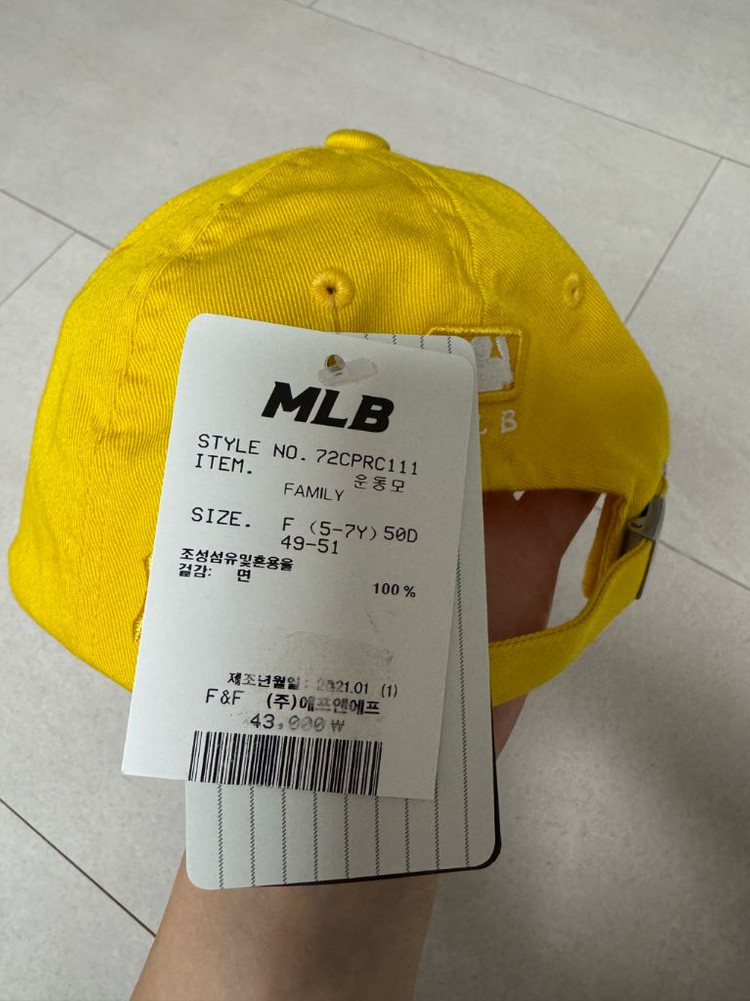 MLB
STYLE NO. 72CPRC111
ITEM. 운동모
FAMILY
SIZE. F (5-7Y) 50D
49-51
조성섬유및혼용율
겉감: 면 100 %
제조년월일 : 2021.01 (1)
F&F (주)에프앤에프
43,000 ₩
B